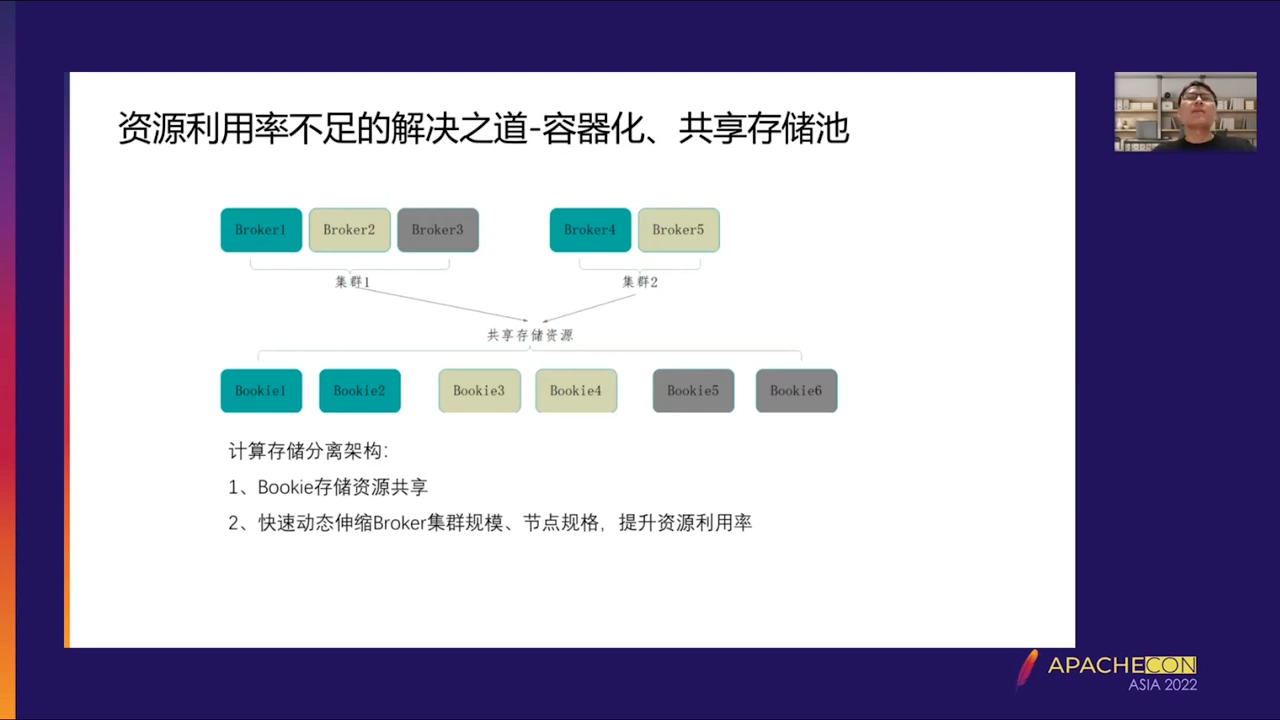 资源利用率不足的解决之道-容器化、共享存储池
Broker1 Broker2 Broker3 Broker4 Broker5
集群1 集群2
共享存储资源
Bookie1 Bookie2 Bookie3 Bookie4 Bookie5 Bookie6
计算存储分离架构：
1、Bookie存储资源共享
2、快速动态伸缩Broker集群规模、节点规格，提升资源利用率
APACHECON
ASIA 2022